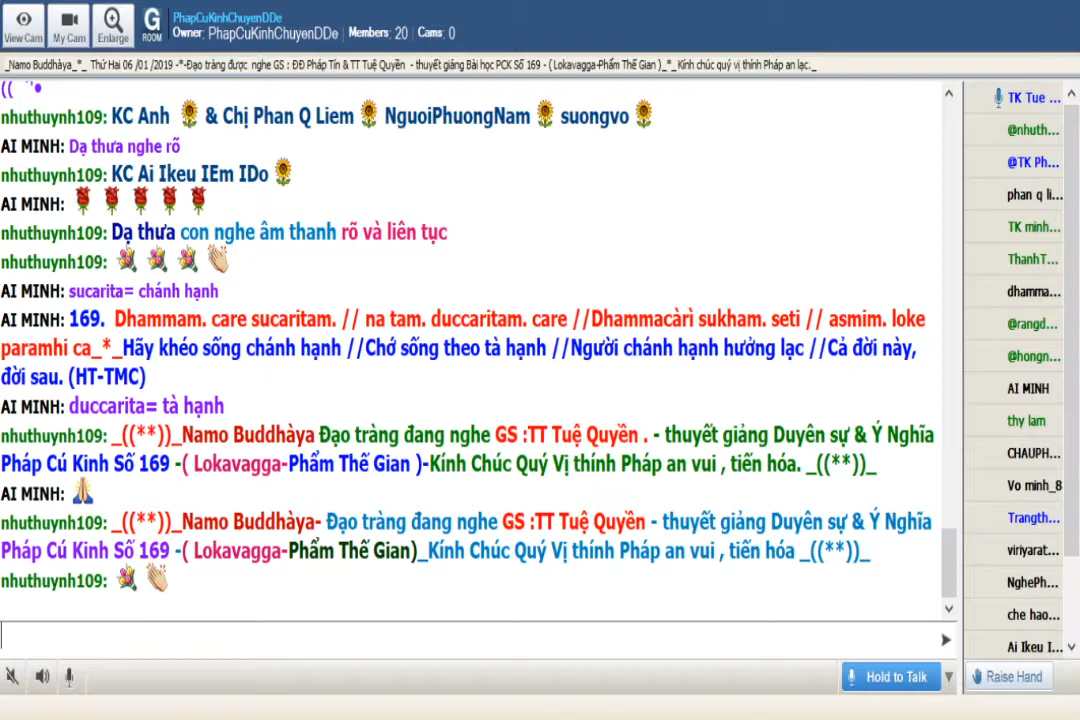 PhapCuKinhChuyenDDe
Owner: PhapCuKinhChuyenDDe Members: 20 Cams: 0
View Cam My Cam Enlarge G ROOM
_Namo Buddhàya_*_ Thứ Hai 06 /01 /2019 -*-Đạo tràng được nghe GS : ĐĐ Pháp Tín & TT Tuệ Quyền - thuyết giảng Bài học PCK Số 169 - ( Lokavagga-Phẩm Thế Gian )_*_Kính chúc quý vị thính Pháp an lạc._
nhuthuynh109: KC Anh & Chị Phan Q Liem NguoiPhuongNam suongvo
AI MINH: Dạ thưa nghe rõ
nhuthuynh109: KC Ai Ikeu IEm IDo
AI MINH:
nhuthuynh109: Dạ thưa con nghe âm thanh rõ và liên tục
nhuthuynh109:
AI MINH: sucarita= chánh hạnh
AI MINH: 169. Dhammam. care sucaritam. // na tam. duccaritam. care //Dhammacàrì sukham. seti // asmim. loke
paramhi ca_*_Hãy khéo sống chánh hạnh //Chớ sống theo tà hạnh //Người chánh hạnh hưởng lạc //Cả đời này,
đời sau. (HT-TMC)
AI MINH: duccarita= tà hạnh
nhuthuynh109: _((**))_Namo Buddhàya Đạo tràng đang nghe GS :TT Tuệ Quyền . - thuyết giảng Duyên sự & Ý Nghĩa
Pháp Cú Kinh Số 169 -( Lokavagga-Phẩm Thế Gian )-Kính Chúc Quý Vị thính Pháp an vui , tiến hóa. _((**))_
AI MINH:
nhuthuynh109: _((**))_Namo Buddhàya- Đạo tràng đang nghe GS :TT Tuệ Quyền - thuyết giảng Duyên sự & Ý Nghĩa
Pháp Cú Kinh Số 169 -( Lokavagga-Phẩm Thế Gian)_Kính Chúc Quý Vị thính Pháp an vui , tiến hóa _((**))_
nhuthuynh109:
TK Tue ...
@nhuth...
@TK Ph...
phan q li...
TK minh...
ThanhT...
dhamma...
@rangd...
@hongn...
AI MINH
thy lam
CHAUPH...
Vo minh_8
Trangth...
viriyarat...
NghePh...
che hao...
Ai Ikeu I...
Hold to Talk
Raise Hand